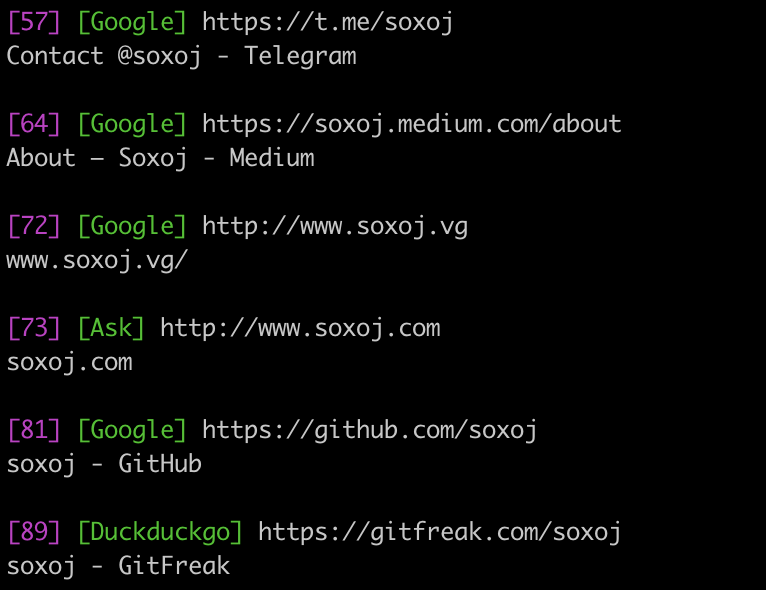 [57] [Google] https://t.me/soxoj
Contact @soxoj - Telegram
[64] [Google] https://soxoj.medium.com/about
About — Soxoj - Medium
[72] [Google] http://www.soxoj.vg
www.soxoj.vg/
[73] [Ask] http://www.soxoj.com
soxoj.com
[81] [Google] https://github.com/soxoj
soxoj - GitHub
[89] [Duckduckgo] https://gitfreak.com/soxoj
soxoj - GitFreak